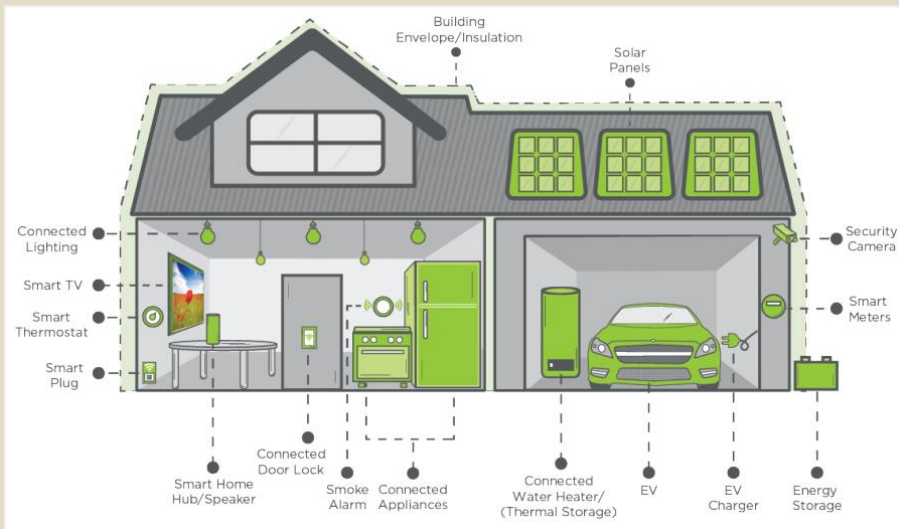 Building
Envelope/Insulation
Solar
Panels
Connected
Lighting
Smart TV
Smart
Thermostat
Smart
Plug
Security
Camera
Smart
Meters
Smart Home
Hub/Speaker
Connected
Door Lock
Smoke
Alarm
Connected
Appliances
Connected
Water Heater/
(Thermal Storage)
EV
EV
Charger
Energy
Storage